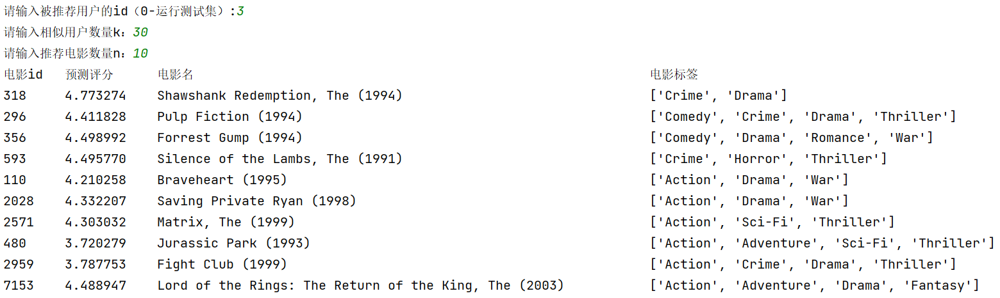 请输入被推荐用户的id（0-运行测试集）:3
请输入相似用户数量k：30
请输入推荐电影数量n：10
电影id 预测评分 电影名 电影标签
318 4.773274 Shawshank Redemption, The (1994) ['Crime', 'Drama']
296 4.411828 Pulp Fiction (1994) ['Comedy', 'Crime', 'Drama', 'Thriller']
356 4.498992 Forrest Gump (1994) ['Comedy', 'Drama', 'Romance', 'War']
593 4.495770 Silence of the Lambs, The (1991) ['Crime', 'Horror', 'Thriller']
110 4.210258 Braveheart (1995) ['Action', 'Drama', 'War']
2028 4.332207 Saving Private Ryan (1998) ['Action', 'Drama', 'War']
2571 4.303032 Matrix, The (1999) ['Action', 'Sci-Fi', 'Thriller']
480 3.720279 Jurassic Park (1993) ['Action', 'Adventure', 'Sci-Fi', 'Thriller']
2959 3.787753 Fight Club (1999) ['Action', 'Crime', 'Drama', 'Thriller']
7153 4.488947 Lord of the Rings: The Return of the King, The (2003) ['Action', 'Adventure', 'Drama', 'Fantasy']